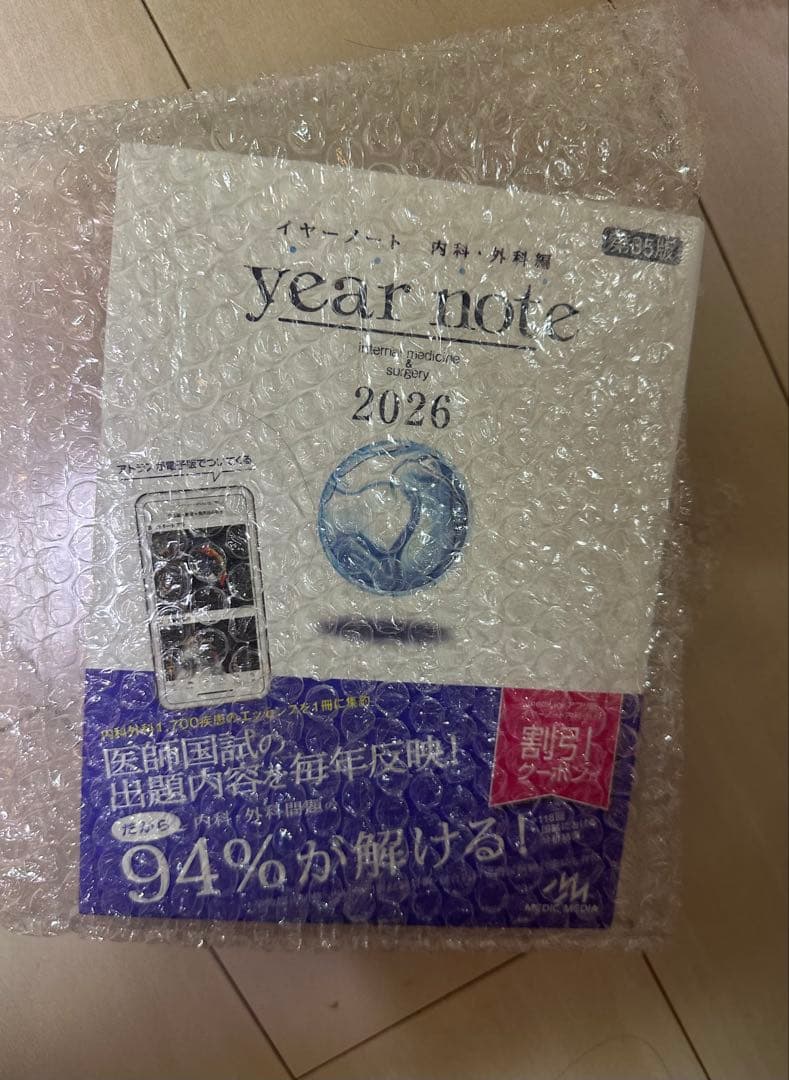 イヤーノート 内科・外科編
第35版
year note
internal medicine
&
surgery
2026
アトラスが電子版でついてくる
内科外科1,700疾患のエッセンスを1冊に集約
医師国試の
出題内容を毎年反映!
割引
クーポン
だから
内科・外科問題の
94%が解ける!
118回
MEDIC MEDIA